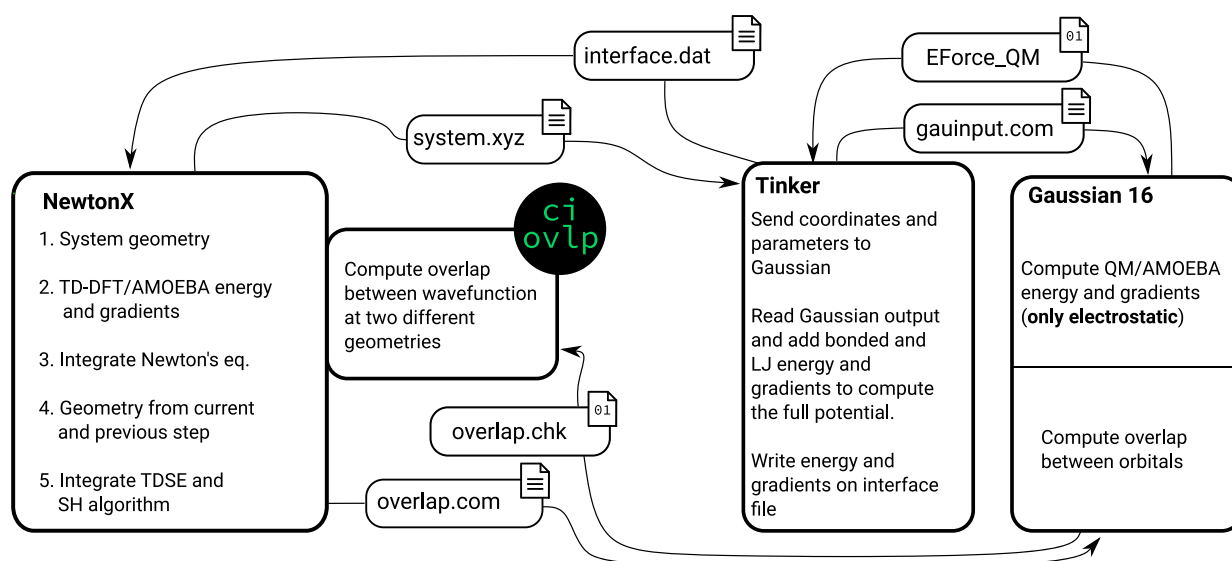 interface.dat
01
EForce_QM
system.xyz
gauinput.com
NewtonX
1. System geometry
2. TD-DFT/AMOEBA energy
and gradients
3. Integrate Newton's eq.
4. Geometry from current
and previous step
5. Integrate TDSE and
SH algorithm
ci
ovlp
Compute overlap
between wavefunction
at two different
geometries
01
overlap.chk
overlap.com
Tinker
Send coordinates and
parameters to
Gaussian
Read Gaussian output
and add bonded and
LJ energy and
gradients to compute
the full potential.
Write energy and
gradients on interface
file
Gaussian 16
Compute QM/AMOEBA
energy and gradients
(only electrostatic)
Compute overlap
between orbitals